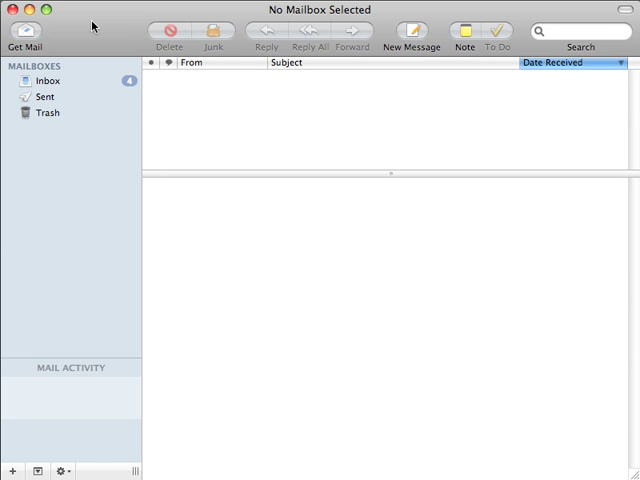 No Mailbox Selected
Get Mail Delete Junk Reply Reply All Forward New Message Note To Do Search
MAILBOXES From Subject Date Received
Inbox 4
Sent
Trash
MAIL ACTIVITY